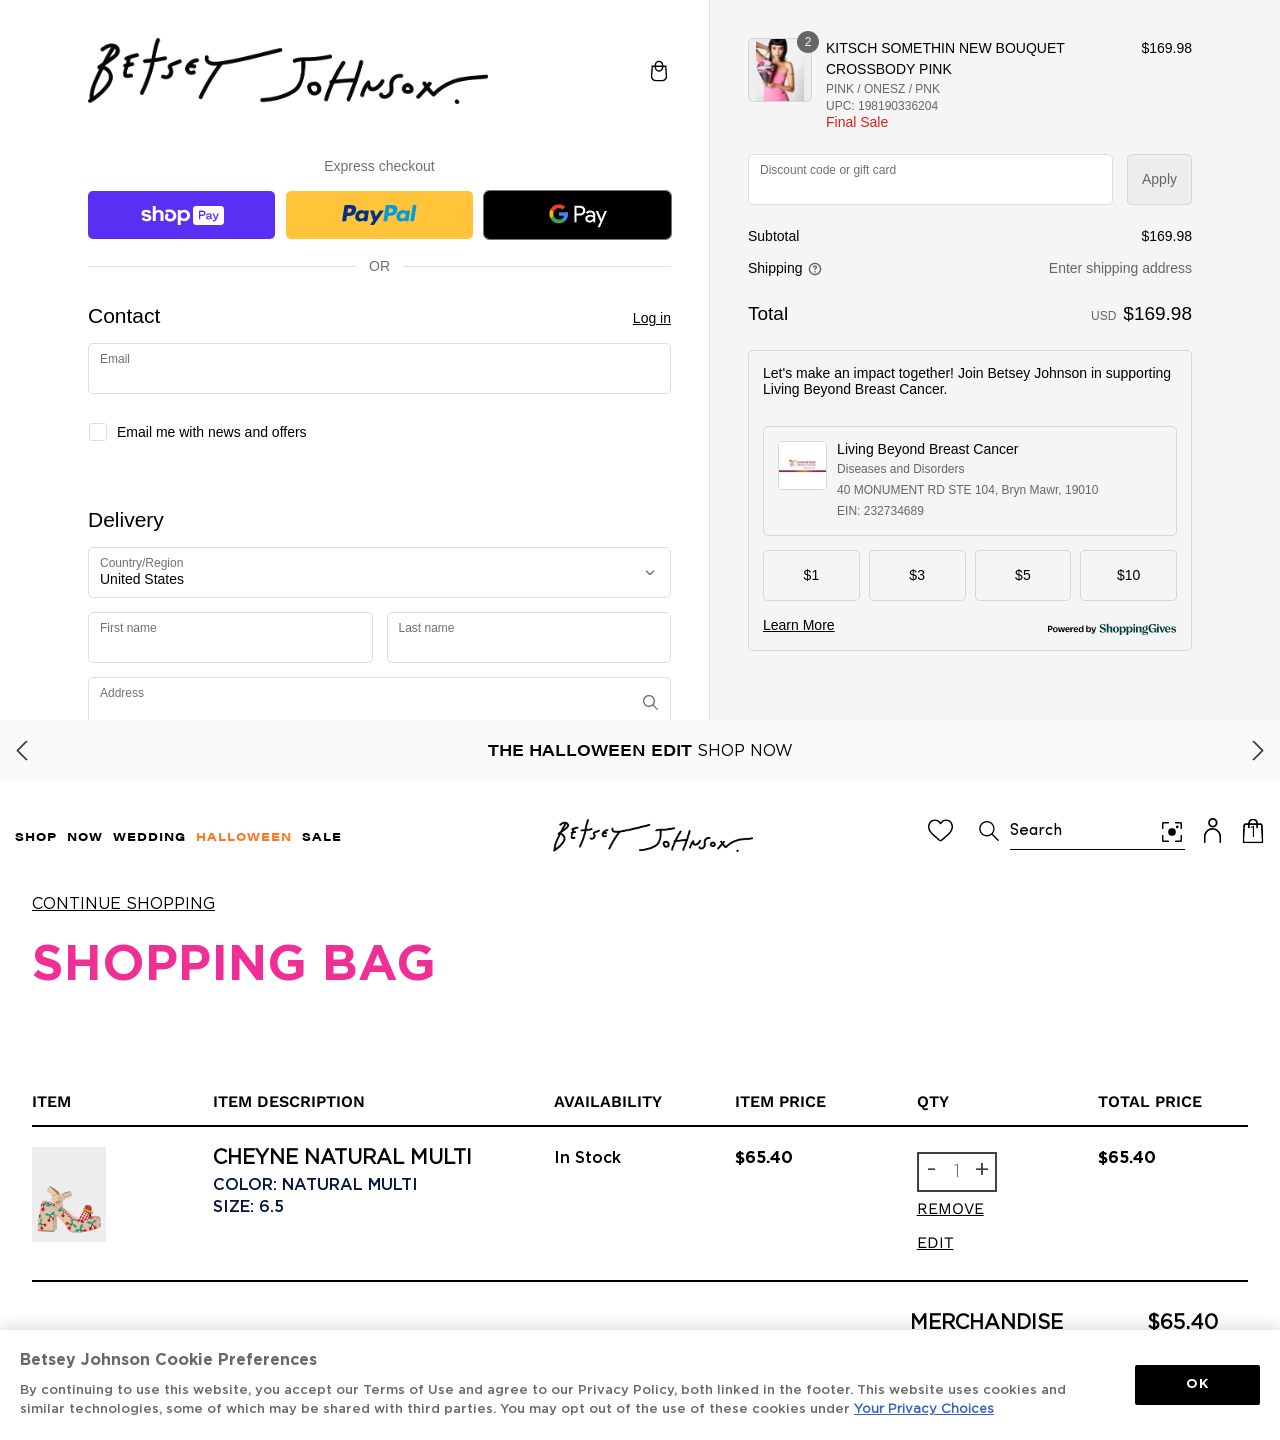 Betsey Johnson.
Express checkout
shop Pay
PayPal
G Pay
OR
Contact
Log in
Email
Email me with news and offers
Delivery
Country/Region
United States
First name
Last name
Address
2
KITSCH SOMETHIN NEW BOUQUET
CROSSBODY PINK
$169.98
PINK / ONESZ / PNK
UPC: 198190336204
Final Sale
Discount code or gift card
Apply
Subtotal
$169.98
Shipping
Enter shipping address
Total
USD $169.98
Let's make an impact together! Join Betsey Johnson in supporting
Living Beyond Breast Cancer.
Living Beyond Breast Cancer
Diseases and Disorders
40 MONUMENT RD STE 104, Bryn Mawr, 19010
EIN: 232734689
$1
$3
$5
$10
Learn More
Powered by ShoppingGives
THE HALLOWEEN EDIT SHOP NOW
SHOP NOW WEDDING HALLOWEEN SALE
Betsey Johnson.
Search
1
CONTINUE SHOPPING
SHOPPING BAG
ITEM
ITEM DESCRIPTION
AVAILABILITY
ITEM PRICE
QTY
TOTAL PRICE
CHEYNE NATURAL MULTI
COLOR: NATURAL MULTI
SIZE: 6.5
In Stock
$65.40
- 1 +
REMOVE
EDIT
$65.40
MERCHANDISE
$65.40
Betsey Johnson Cookie Preferences
By continuing to use this website, you accept our Terms of Use and agree to our Privacy Policy, both linked in the footer. This website uses cookies and
similar technologies, some of which may be shared with third parties. You may opt out of the use of these cookies under Your Privacy Choices
OK